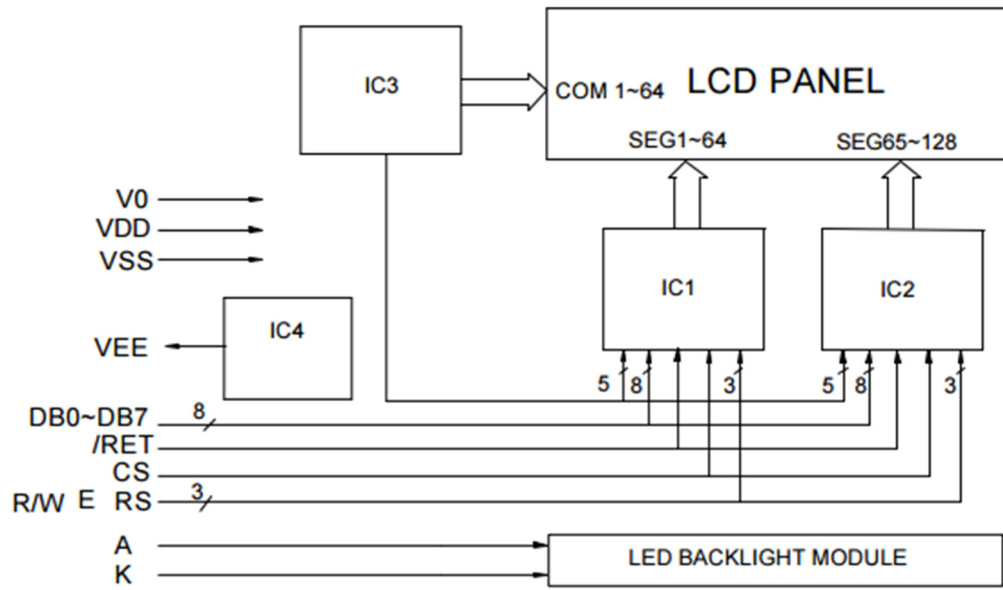 IC3
COM 1~64
LCD PANEL
SEG1~64
SEG65~128
V0
VDD
VSS
IC1
IC2
IC4
VEE
5
8
3
5
8
3
DB0~DB7
8
/RET
CS
R/W E RS
3
A
K
LED BACKLIGHT MODULE